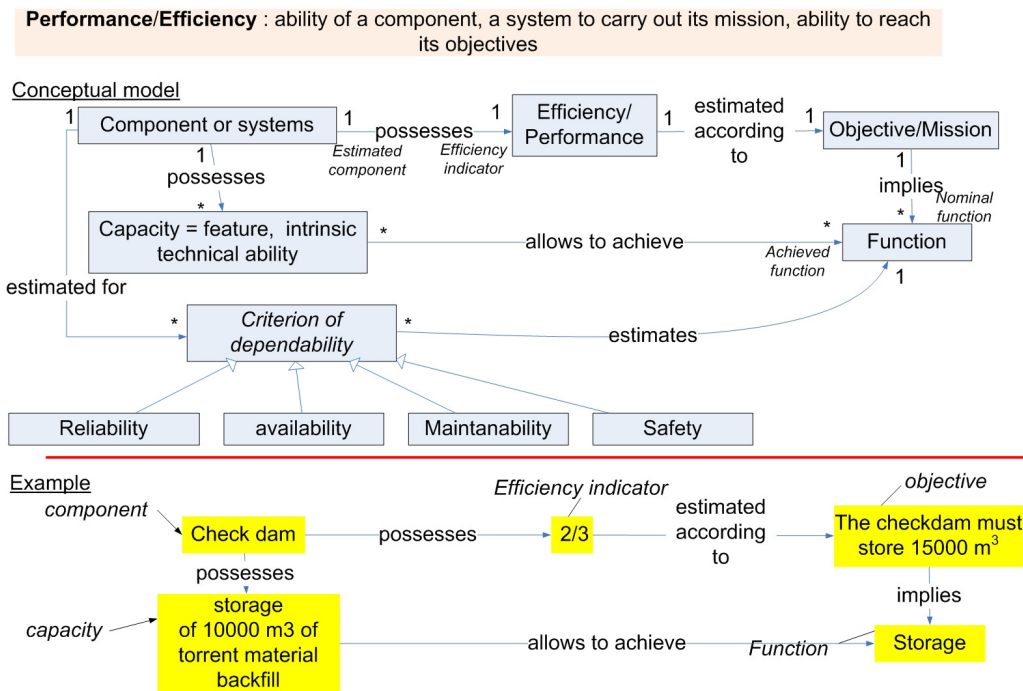 Performance/Efficiency : ability of a component, a system to carry out its mission, ability to reach
its objectives
Conceptual model
1
Component or systems
1
possesses
1
Estimated
component
Efficiency
indicator
Efficiency/
Performance
1
estimated
according
to
1
Objective/Mission
1
possesses
*
1
implies
*
Nominal
function
Capacity = feature, intrinsic
technical ability
*
allows to achieve
*
Achieved
function
Function
1
estimated for
*
Criterion of
dependability
*
estimates
Reliability
availability
Maintanability
Safety
Example
component
Efficiency indicator
objective
Check dam
possesses
2/3
estimated
according
to
The checkdam must
store 15000 m³
possesses
implies
capacity
storage
of 10000 m3 of
torrent material
backfill
allows to achieve
Function
Storage